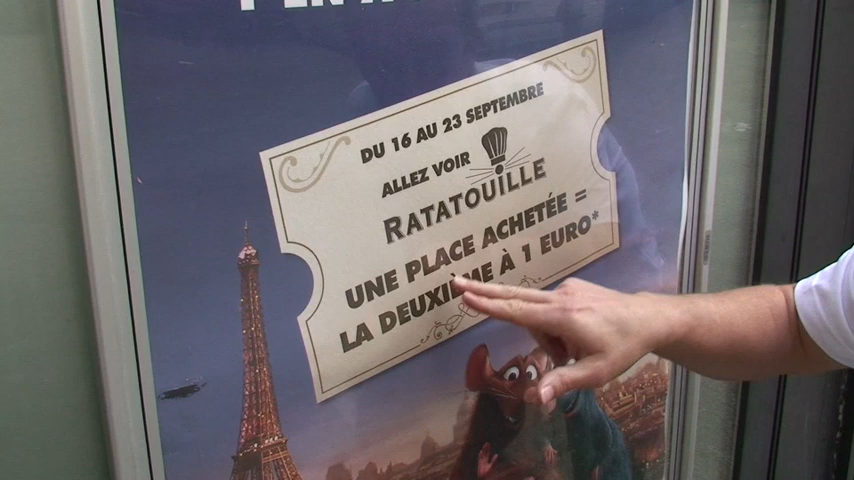 DU 16 AU 23 SEPTEMBRE
ALLEZ VOIR
RATATOUILLE
UNE PLACE ACHETÉE =
LA DEUXIÈME À 1 EURO*